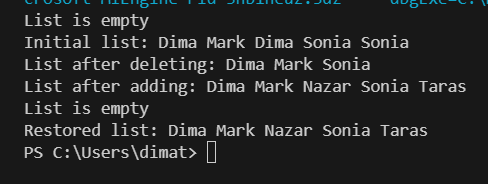 List is empty
Initial list: Dima Mark Dima Sonia Sonia
List after deleting: Dima Mark Sonia
List after adding: Dima Mark Nazar Sonia Taras
List is empty
Restored list: Dima Mark Nazar Sonia Taras
PS C:\Users\dimat>